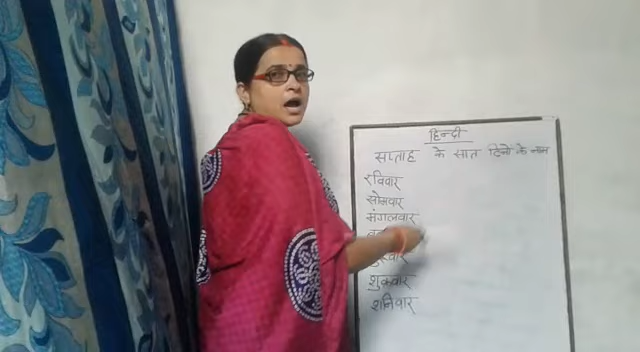 हिन्दी
सप्ताह के सात दिनों के नाम
रविवार
सोमवार
मंगलवार
शुक्रवार
शनिवार